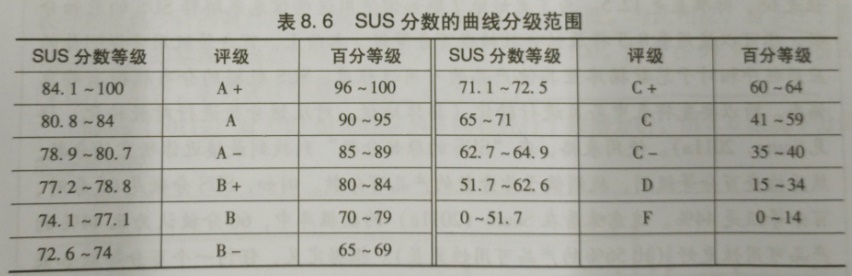 表 8.6 SUS 分数的曲线分级范围
SUS 分数等级 评级 百分等级 SUS 分数等级 评级 百分等级
84.1~100 A+ 96~100 71.1~72.5 C+ 60~64
80.8~84 A 90~95 65~71 C 41~59
78.9~80.7 A- 85~89 62.7~64.9 C- 35~40
77.2~78.8 B+ 80~84 51.7~62.6 D 15~34
74.1~77.1 B 70~79 0~51.7 F 0~14
72.6~74 B- 65~69